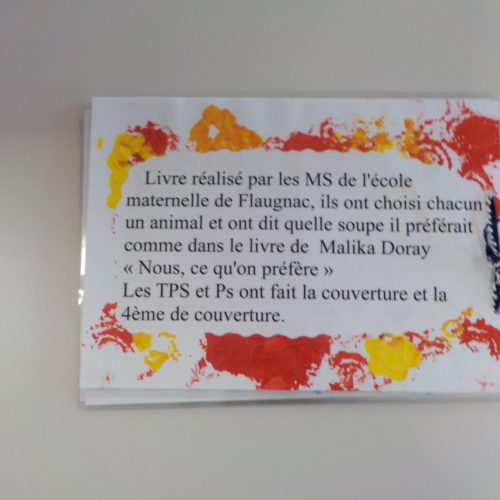 Livre réalisé par les MS de l'école
maternelle de Flaugnac, ils ont choisi chacun
un animal et ont dit quelle soupe il préférait
comme dans le livre de Malika Doray
« Nous, ce qu'on préfère »
Les TPS et Ps ont fait la couverture et la
4ème de couverture.